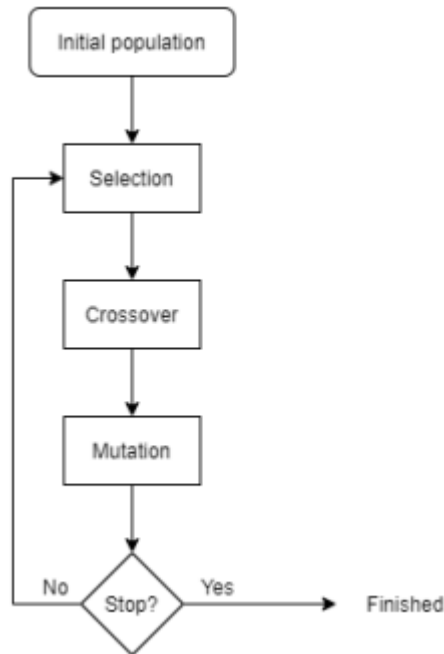 Initial population
Selection
Crossover
Mutation
No
Stop?
Yes
Finished